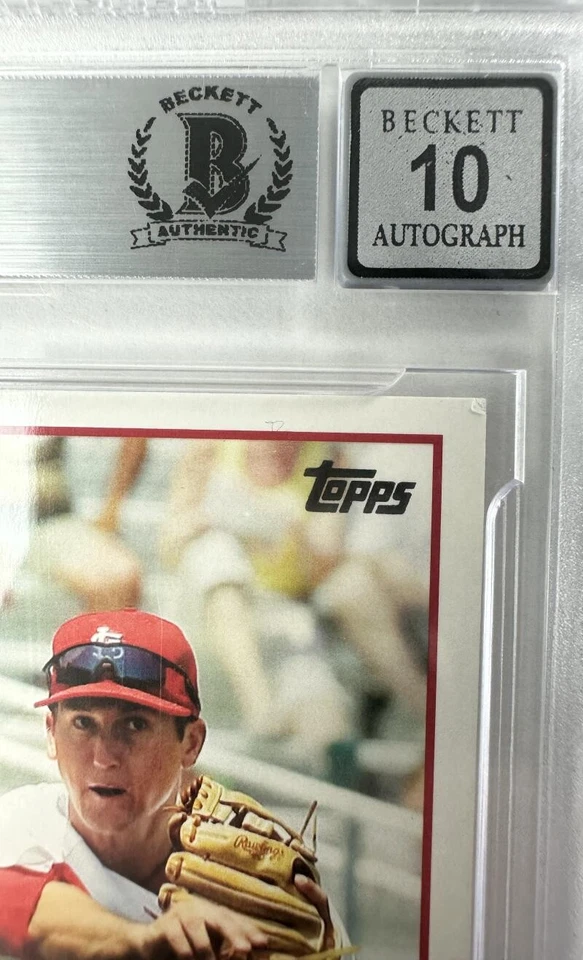 BECKETT
B
AUTHENTIC
BECKETT
10
AUTOGRAPH
TOPPS
Rawlings